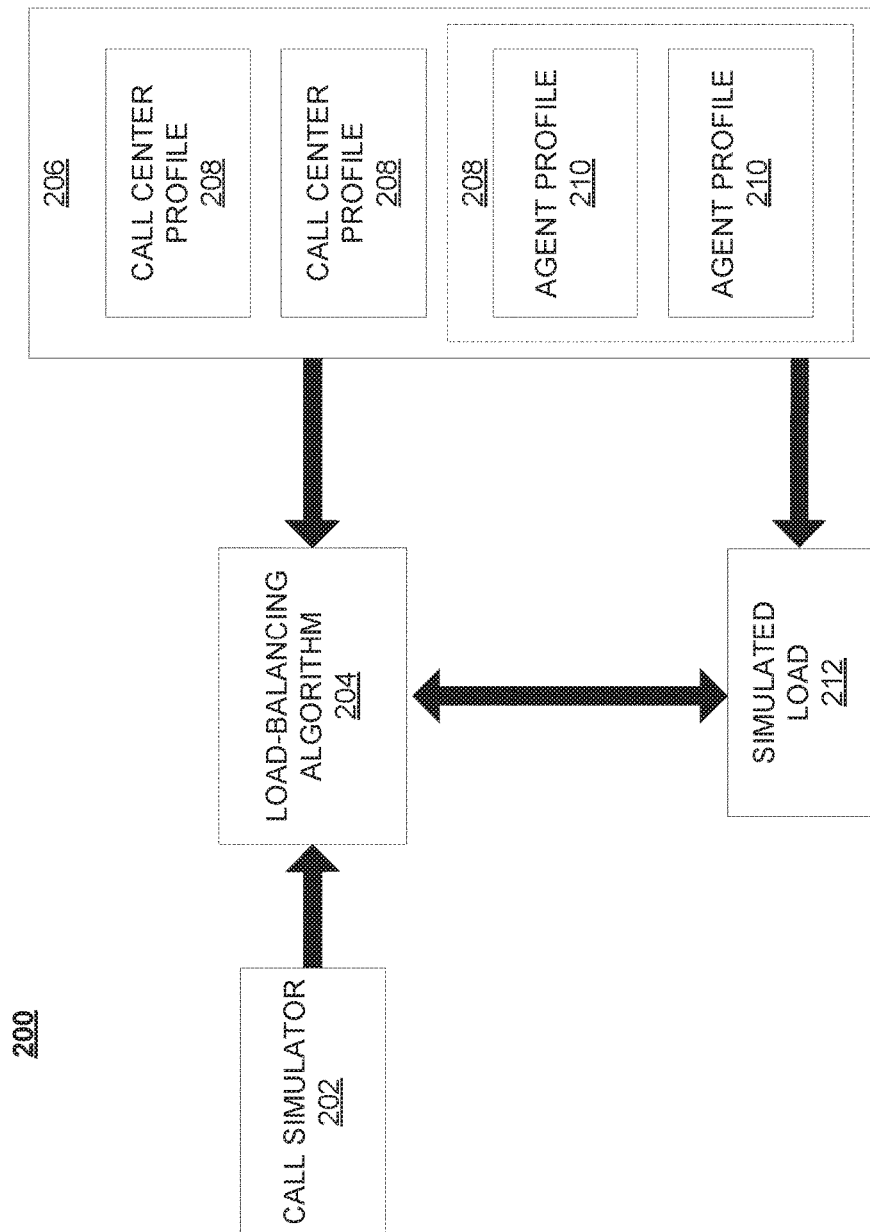 200
CALL SIMULATOR
202
LOAD-BALANCING
ALGORITHM
204
SIMULATED
LOAD
212
206
CALL CENTER
PROFILE
208
CALL CENTER
PROFILE
208
208
AGENT PROFILE
210
AGENT PROFILE
210